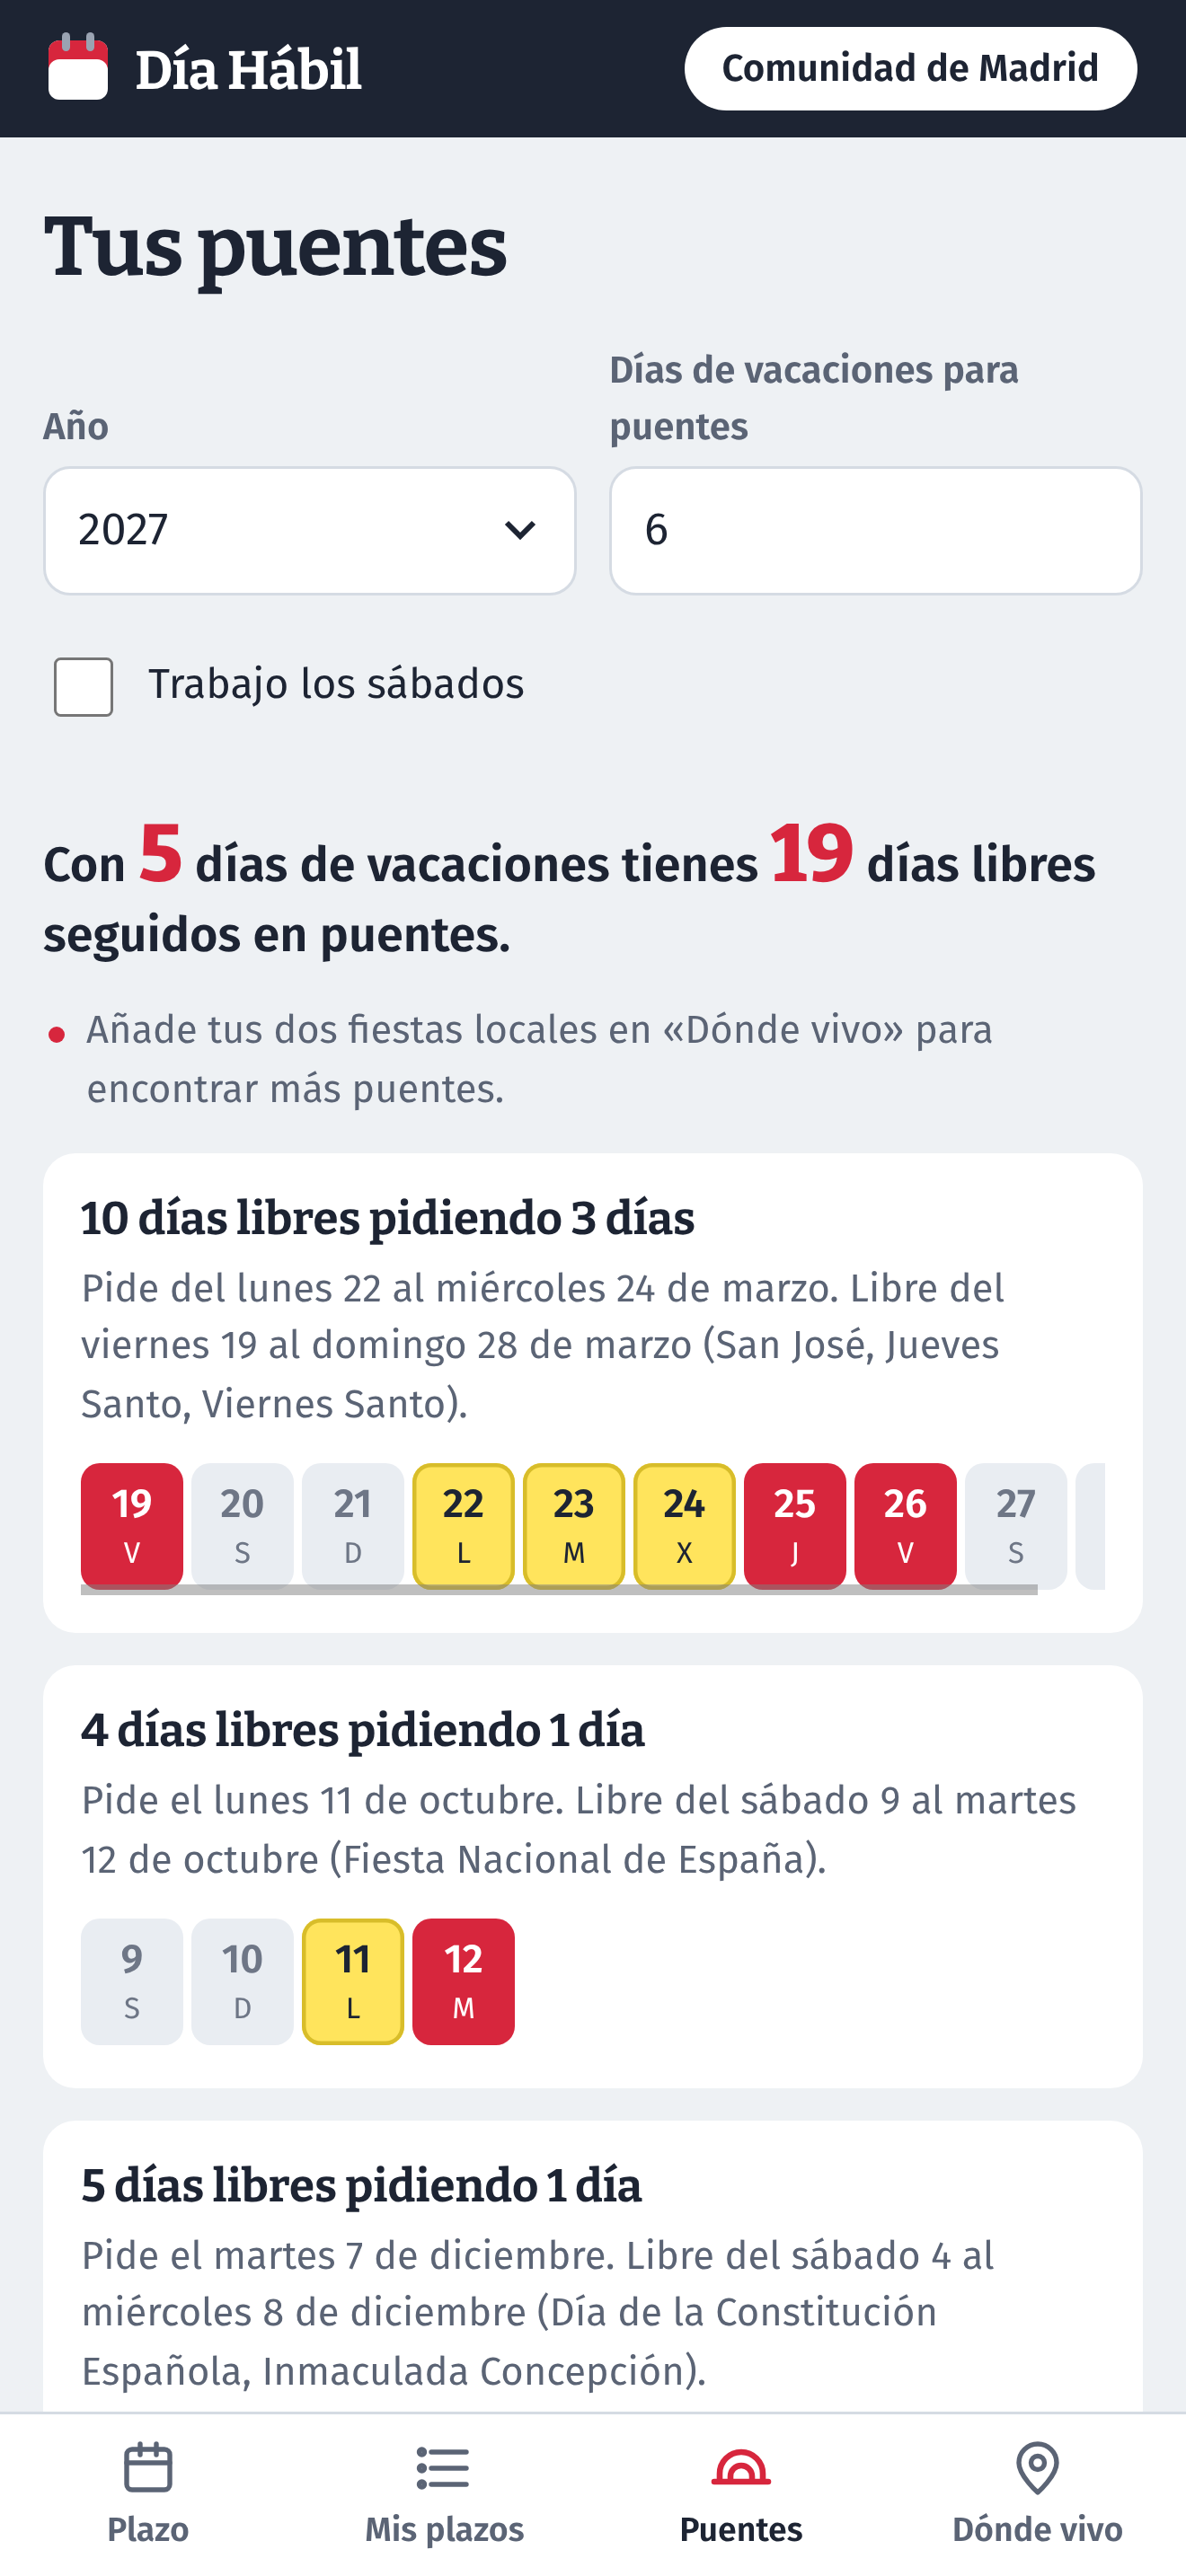 Día Hábil
Comunidad de Madrid
Tus puentes
Año
Días de vacaciones para
puentes
2027
6
Trabajo los sábados
Con 5 días de vacaciones tienes 19 días libres
seguidos en puentes.
Añade tus dos fiestas locales en «Dónde vivo» para
encontrar más puentes.
10 días libres pidiendo 3 días
Pide del lunes 22 al miércoles 24 de marzo. Libre del
viernes 19 al domingo 28 de marzo (San José, Jueves
Santo, Viernes Santo).
19 20 21 22 23 24 25 26 27
V S D L M X J V S
4 días libres pidiendo 1 día
Pide el lunes 11 de octubre. Libre del sábado 9 al martes
12 de octubre (Fiesta Nacional de España).
9 10 11 12
S D L M
5 días libres pidiendo 1 día
Pide el martes 7 de diciembre. Libre del sábado 4 al
miércoles 8 de diciembre (Día de la Constitución
Española, Inmaculada Concepción).
Plazo
Mis plazos
Puentes
Dónde vivo